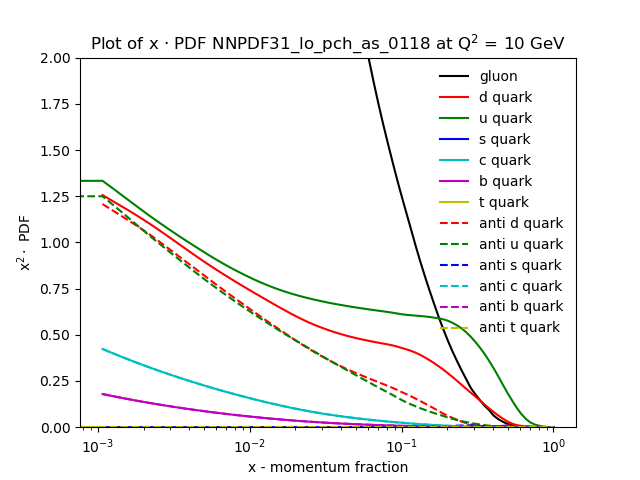 Plot of x · PDF NNPDF31_lo_pch_as_0118 at Q² = 10 GeV
2.00
1.75
1.50
1.25
1.00
0.75
0.50
0.25
0.00
x²· PDF
gluon
d quark
u quark
s quark
c quark
b quark
t quark
anti d quark
anti u quark
anti s quark
anti c quark
anti b quark
anti t quark
10⁻³ 10⁻² 10⁻¹ 10⁰
x - momentum fraction